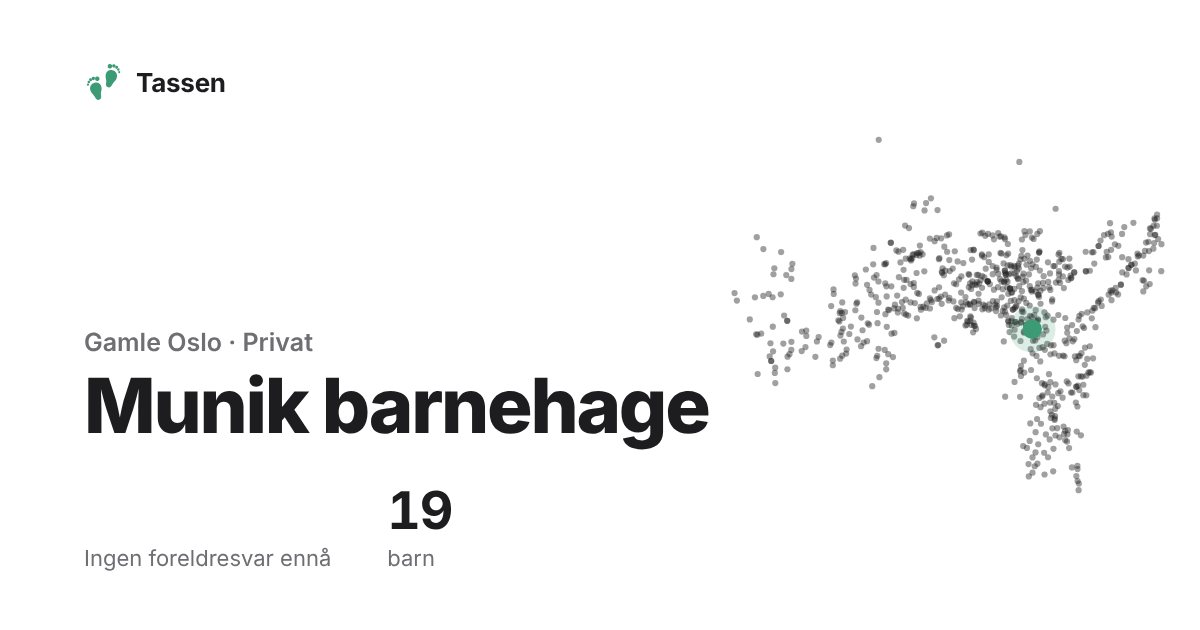 Tassen
Gamle Oslo · Privat
Munik barnehage
19
Ingen foreldresvar ennå
barn